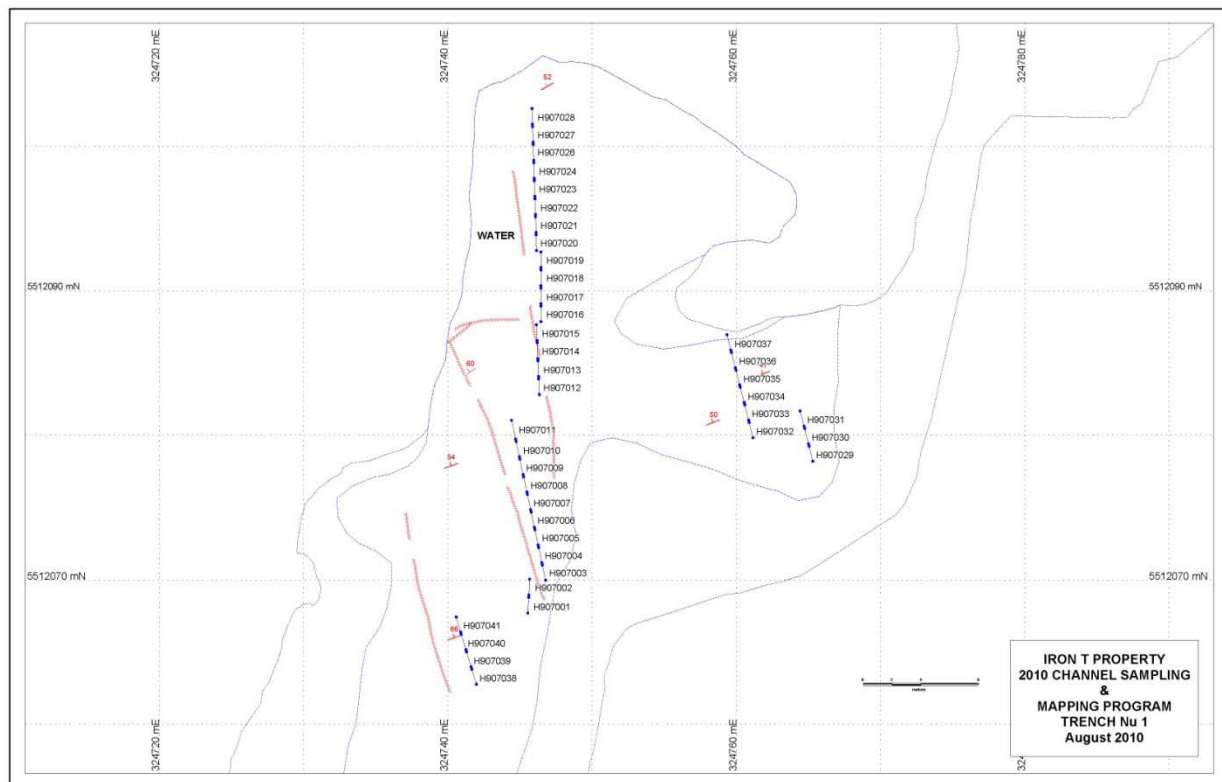 324720 mE
324740 mE
324760 mE
324780 mE
52
H907028
H907027
H907026
H907024
H907023
H907022
WATER
H907021
H907020
H907019
H907018
5512090 mN
5512090 mN
H907017
H907016
H907015
H907014
H907013
H907012
60
H907037
H907036
H907035
H907034
H907033
H907032
50
H907031
H907030
H907029
H907011
H907010
H907009
H907008
H907007
H907006
H907005
H907004
H907003
54
5512070 mN
5512070 mN
H907002
H907001
66
H907041
H907040
H907039
H907038
metres
IRON T PROPERTY
2010 CHANNEL SAMPLING
&
MAPPING PROGRAM
TRENCH Nu 1
August 2010
324720 mE
324740 mE
324760 mE